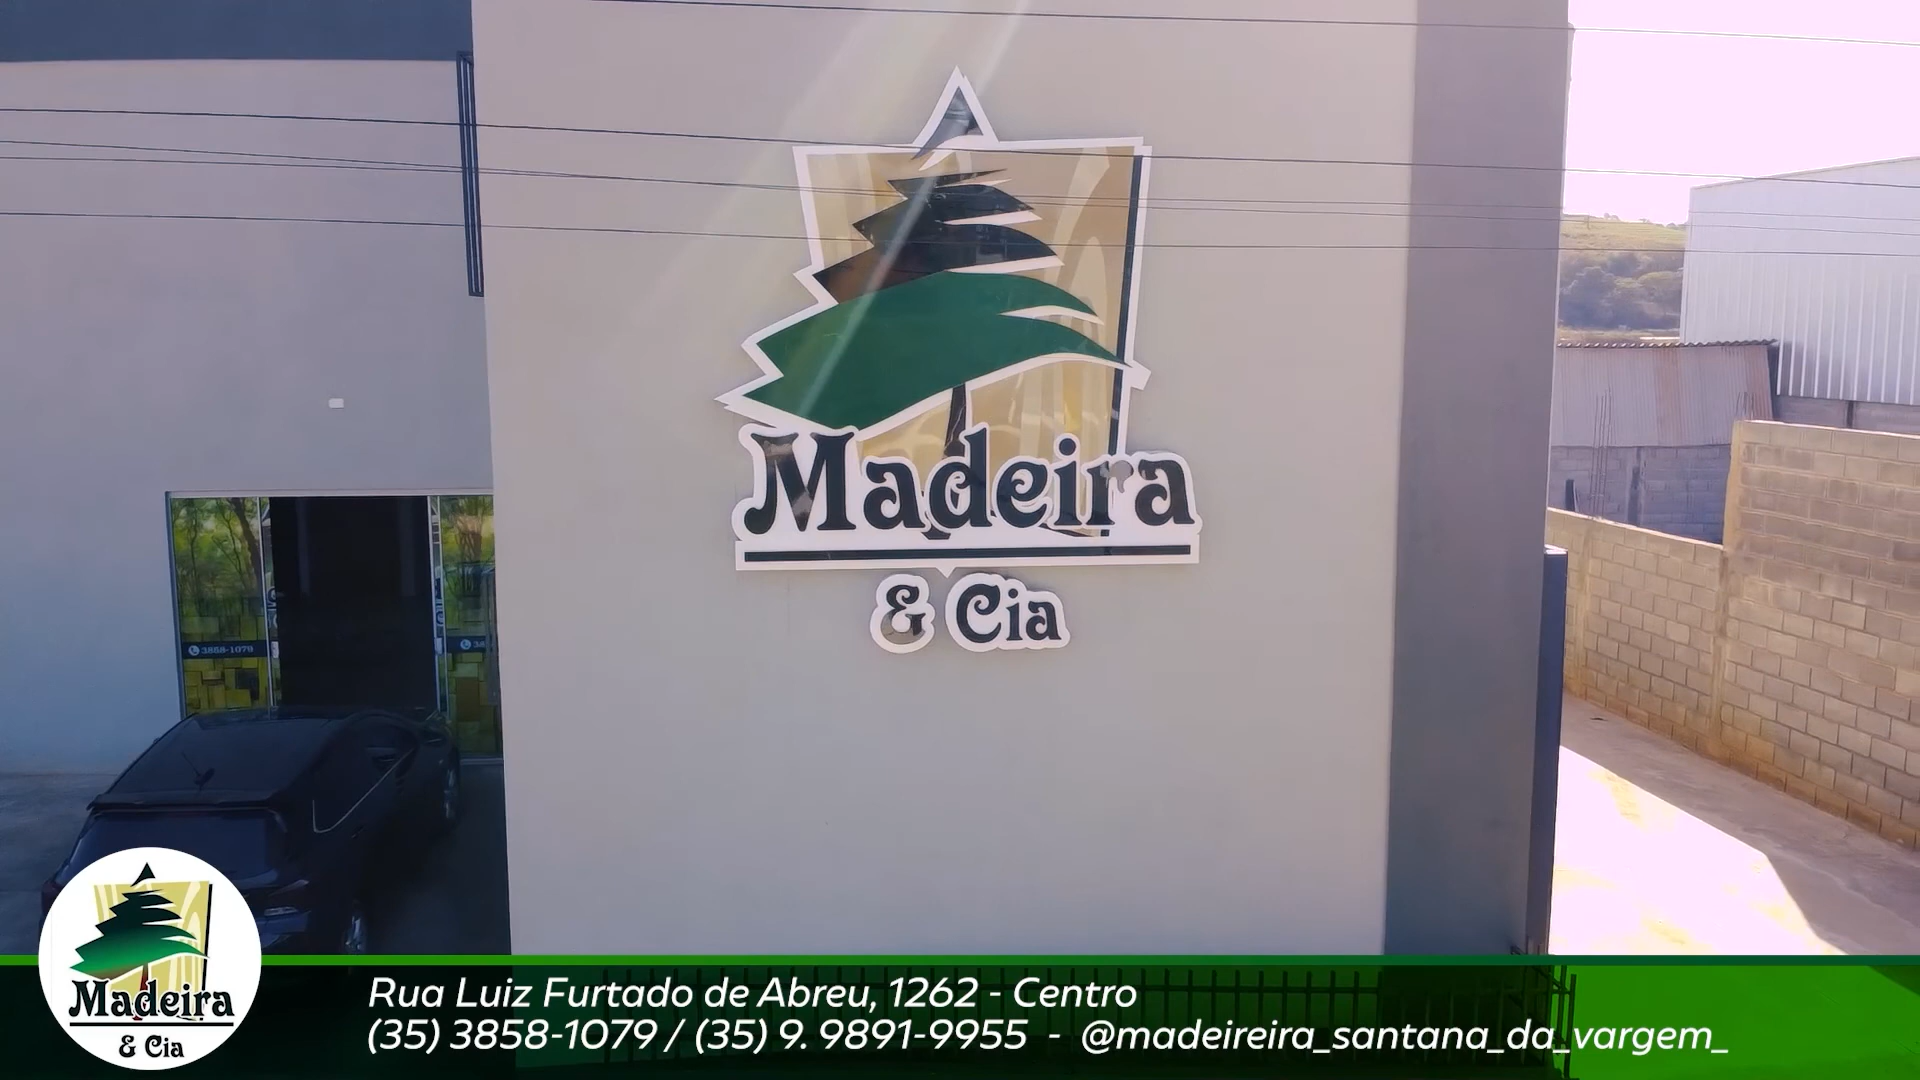 Madeira
& Cia
3858-1079
38
Madeira
& Cia
Rua Luiz Furtado de Abreu, 1262 - Centro
(35) 3858-1079 / (35) 9. 9891-9955 - @madeireira_santana_da_vargem_